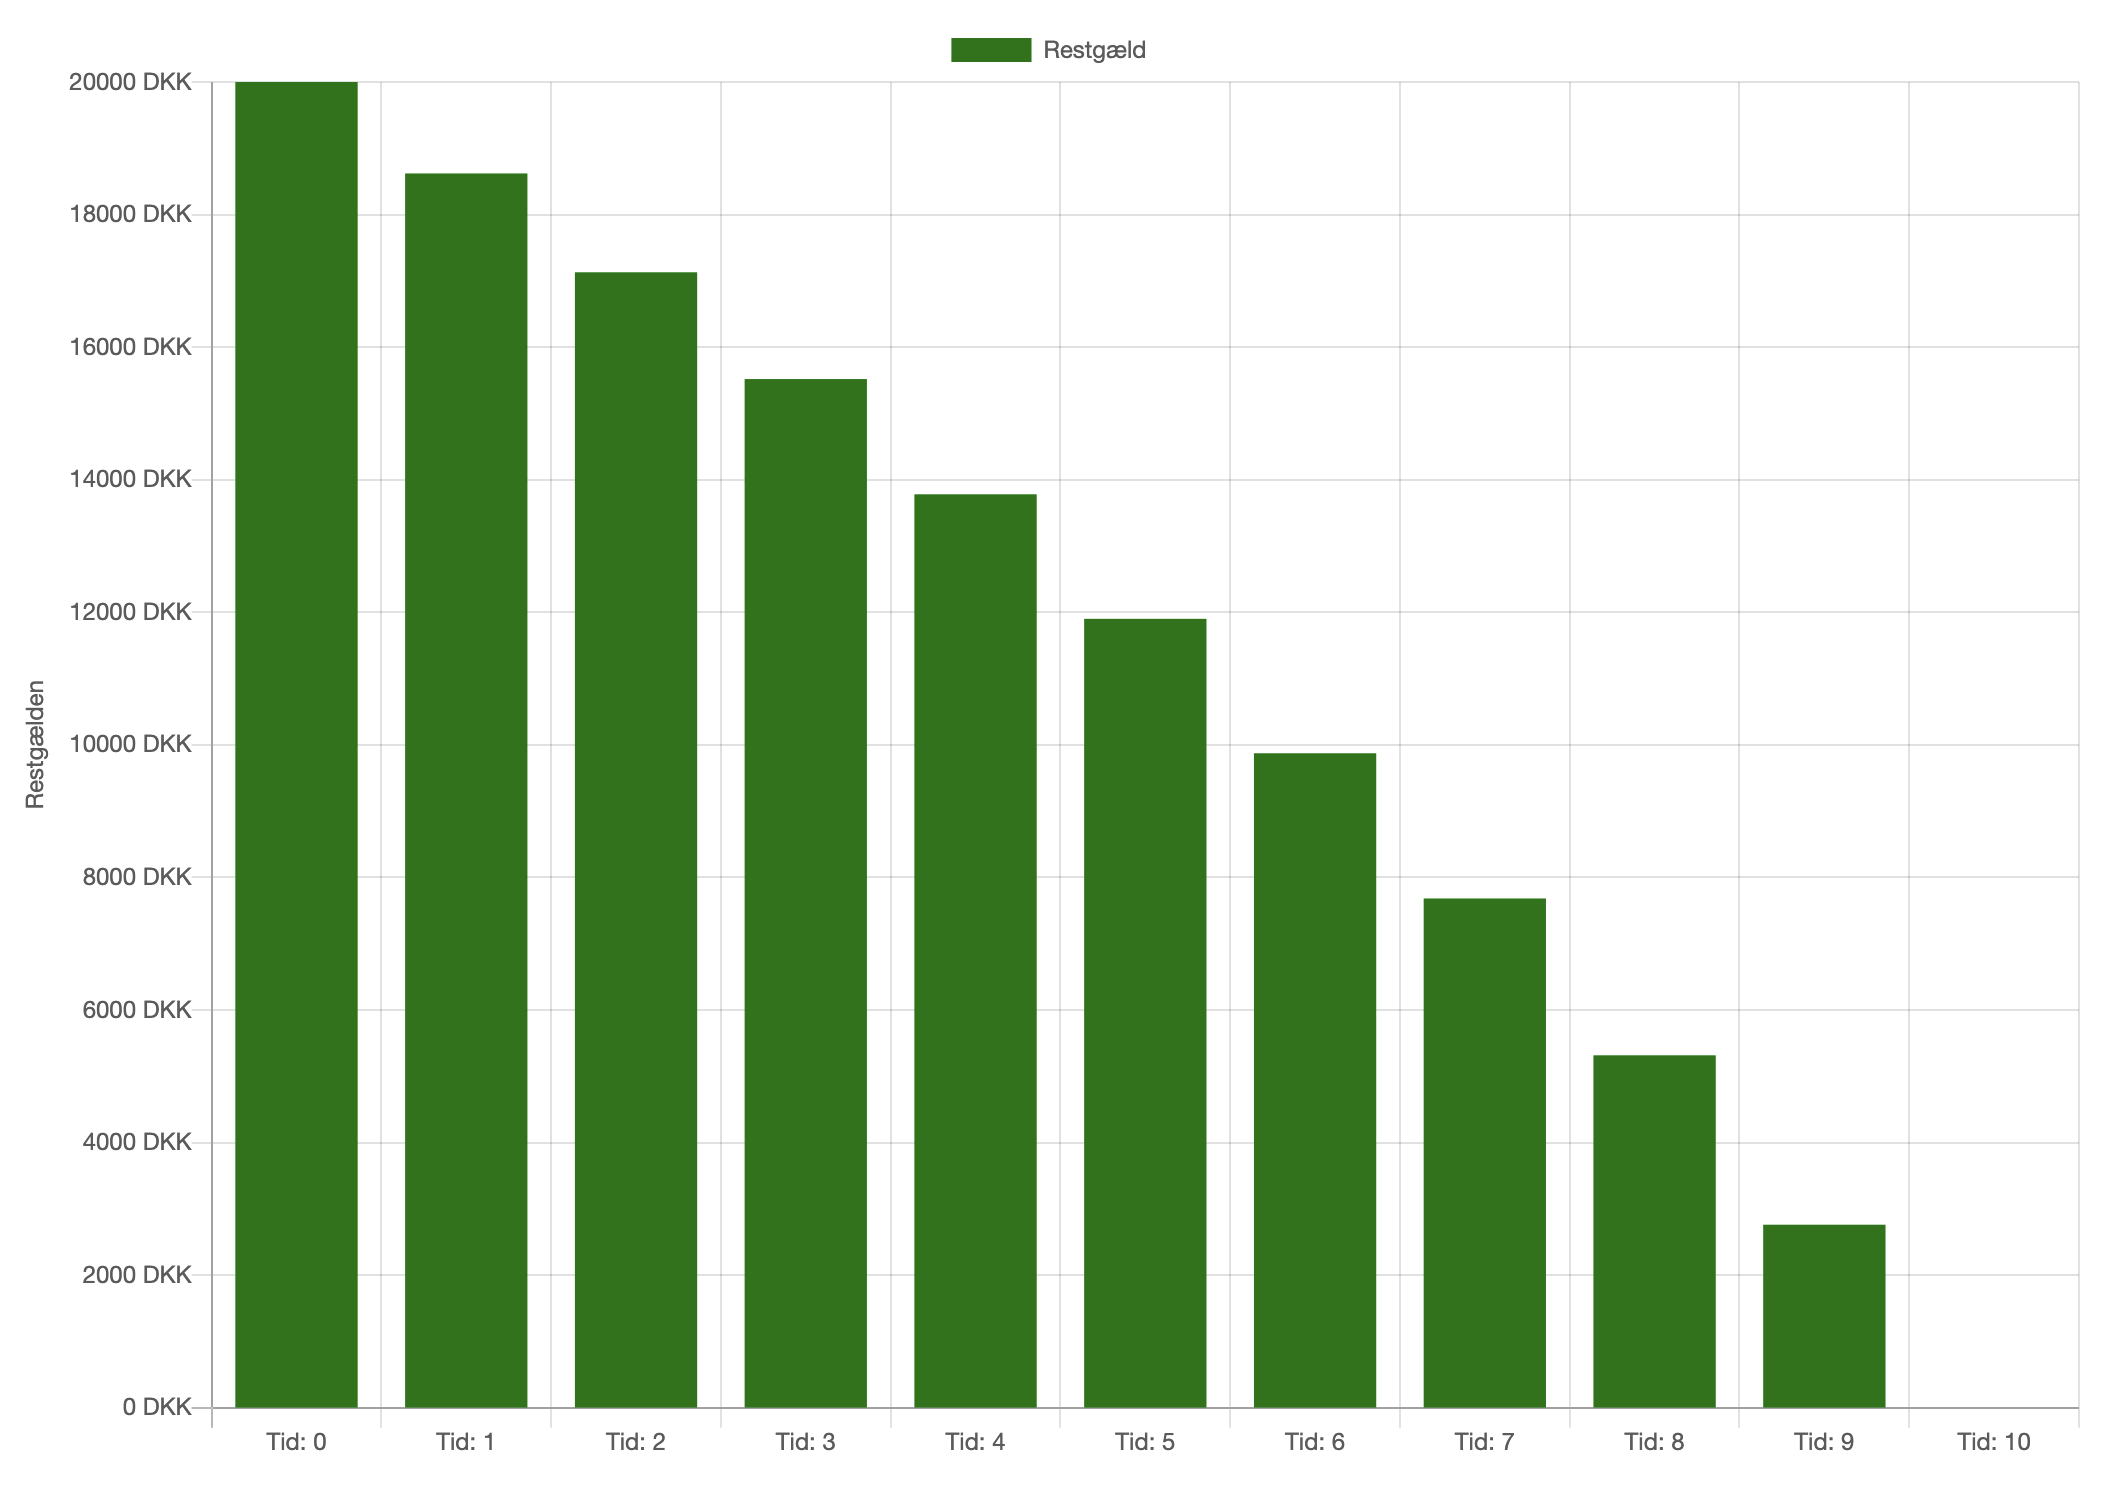 Restgæld
20000 DKK
18000 DKK
16000 DKK
14000 DKK
12000 DKK
10000 DKK
8000 DKK
6000 DKK
4000 DKK
2000 DKK
0 DKK
Restgælden
Tid: 0 Tid: 1 Tid: 2 Tid: 3 Tid: 4 Tid: 5 Tid: 6 Tid: 7 Tid: 8 Tid: 9 Tid: 10